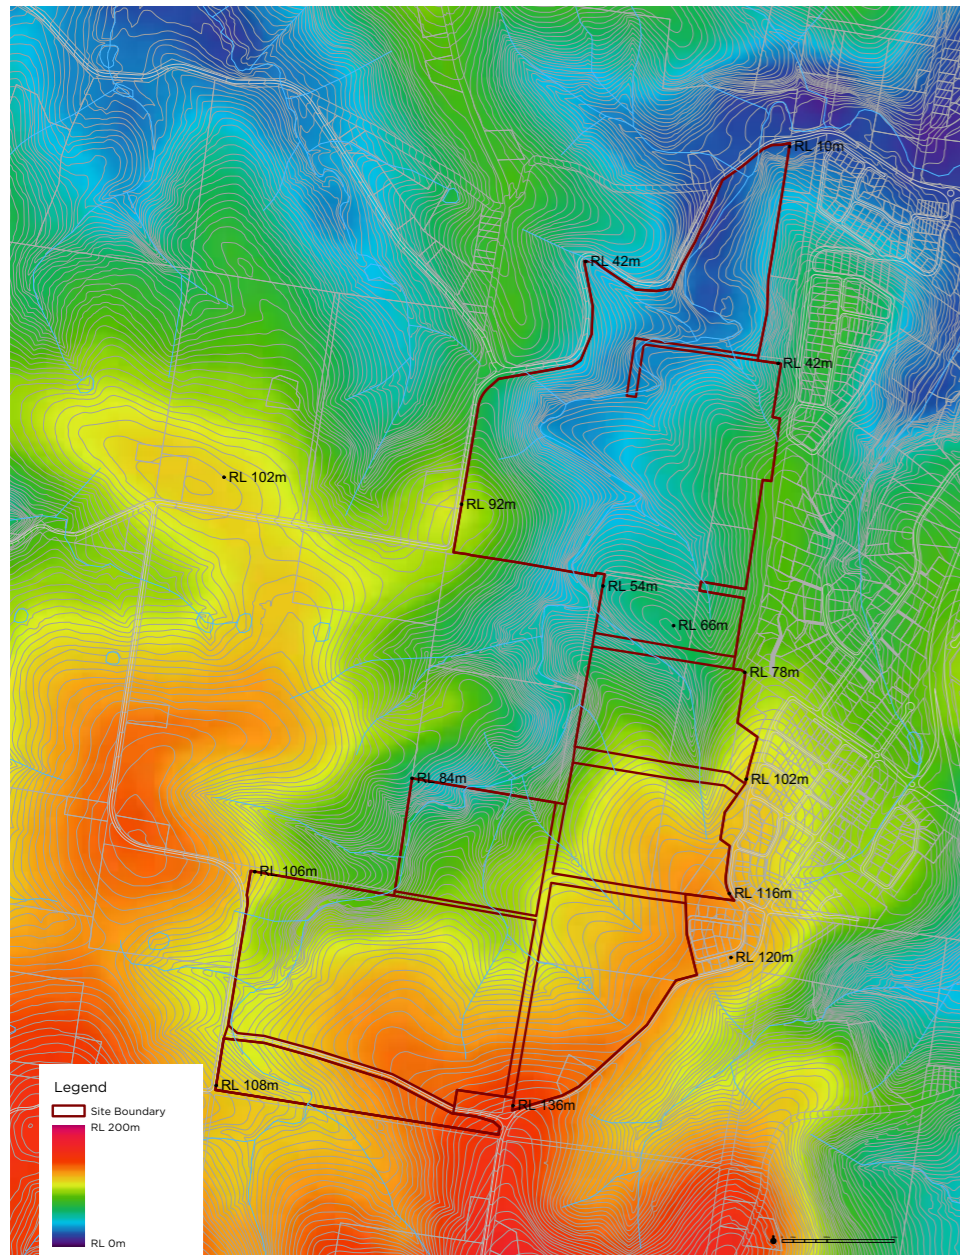 RL 10m
RL 42m
RL 42m
RL 102m
RL 92m
RL 54m
RL 66m
RL 78m
RL 84m
RL 102m
RL 106m
RL 116m
RL 120m
RL 108m
RL 136m
Legend
Site Boundary
RL 200m
RL 0m